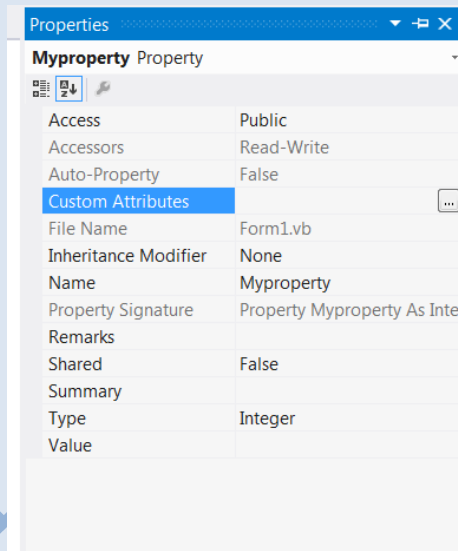 Properties
Myproperty Property
Access Public
Accessors Read-Write
Auto-Property False
Custom Attributes ...
File Name Form1.vb
Inheritance Modifier None
Name Myproperty
Property Signature Property Myproperty As Inte
Remarks
Shared False
Summary
Type Integer
Value